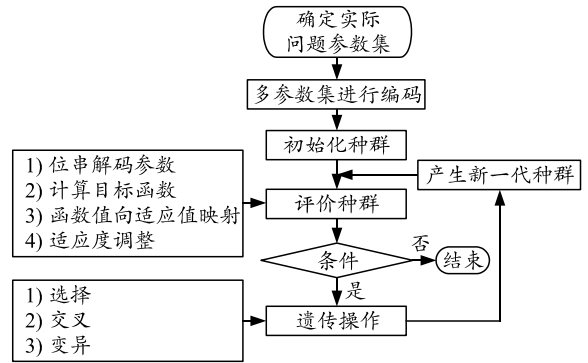 确定实际
问题参数集
多参数集进行编码
初始化种群
1) 位串解码参数
2) 计算目标函数
3) 函数值向适应值映射
4) 适应度调整
产生新一代种群
评价种群
条件
否
结束
是
1) 选择
2) 交叉
3) 变异
遗传操作